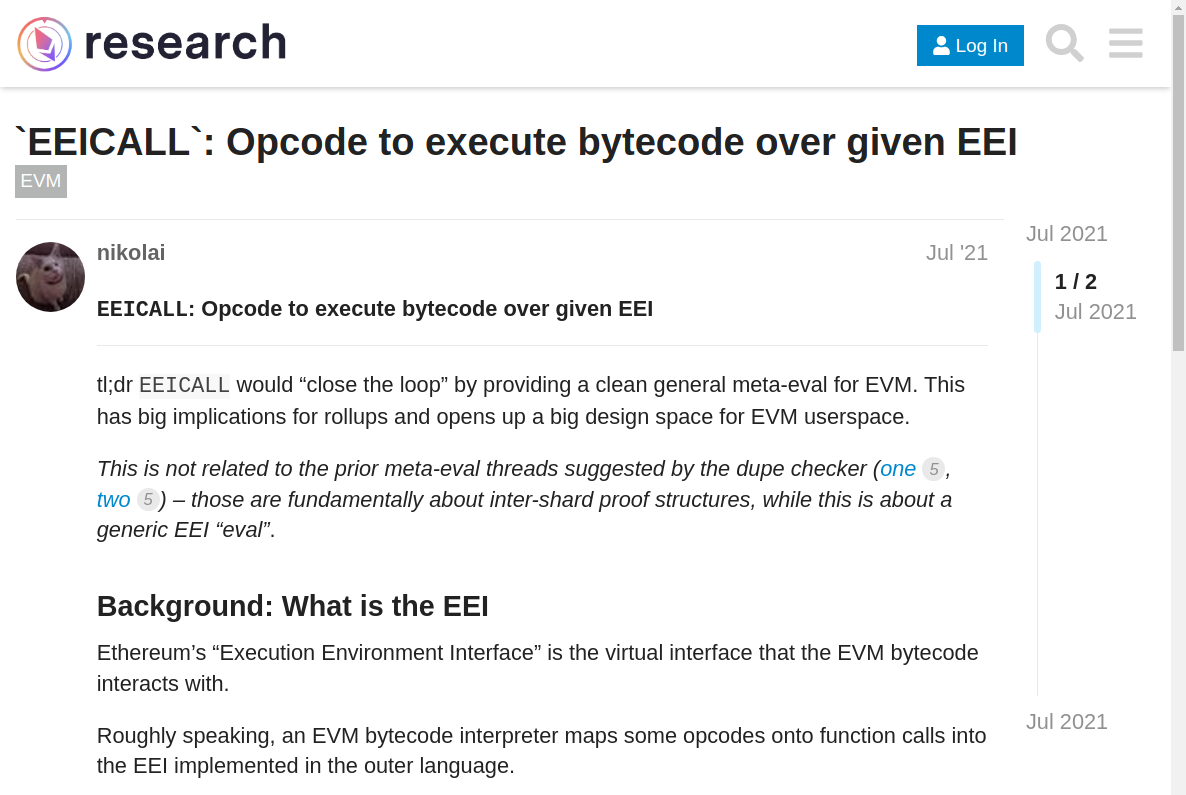 research
Log In
`EEICALL`: Opcode to execute bytecode over given EEI
EVM
Jul 2021
nikolai
Jul '21
1 / 2
Jul 2021
EEICALL: Opcode to execute bytecode over given EEI
tl;dr EEICALL would “close the loop” by providing a clean general meta-eval for EVM. This
has big implications for rollups and opens up a big design space for EVM userspace.
This is not related to the prior meta-eval threads suggested by the dupe checker (one 5,
two 5) – those are fundamentally about inter-shard proof structures, while this is about a
generic EEI “eval”.
Background: What is the EEI
Ethereum’s “Execution Environment Interface” is the virtual interface that the EVM bytecode
interacts with.
Roughly speaking, an EVM bytecode interpreter maps some opcodes onto function calls into
the EEI implemented in the outer language.
Jul 2021